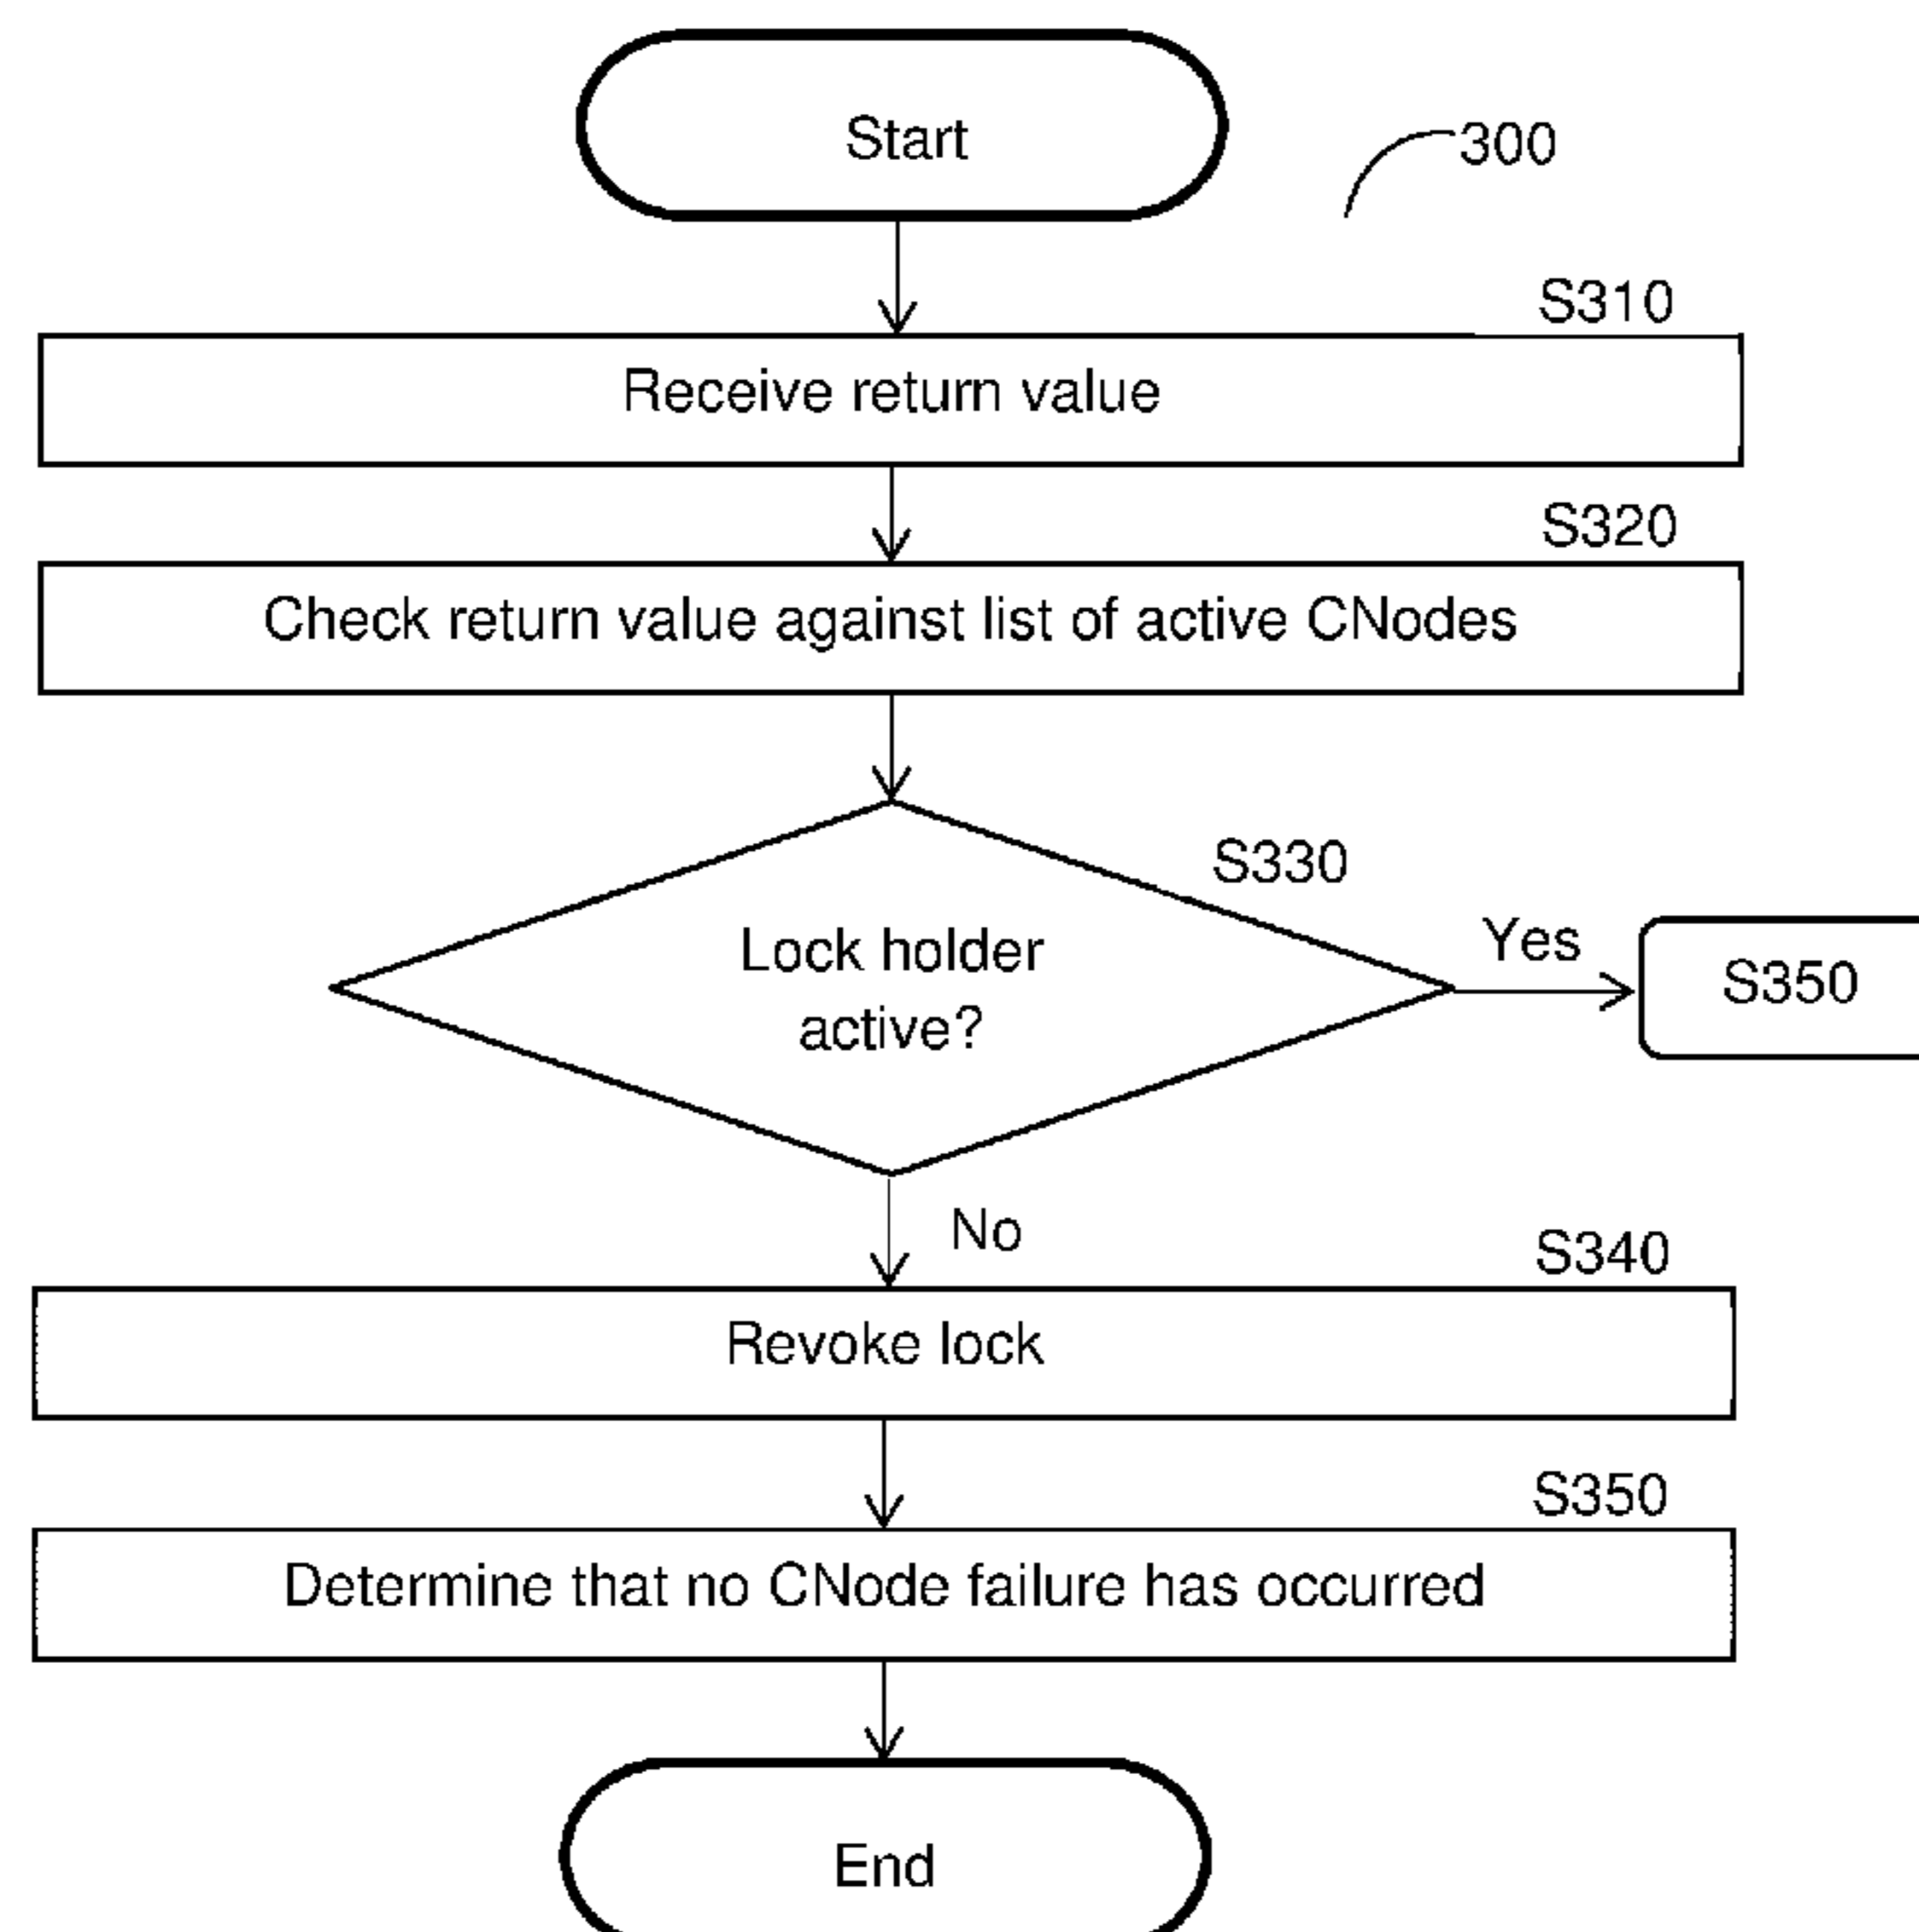 Start
300
S310
Receive return value
S320
Check return value against list of active CNodes
S330
Lock holder
active?
Yes
S350
No
S340
Revoke lock
S350
Determine that no CNode failure has occurred
End